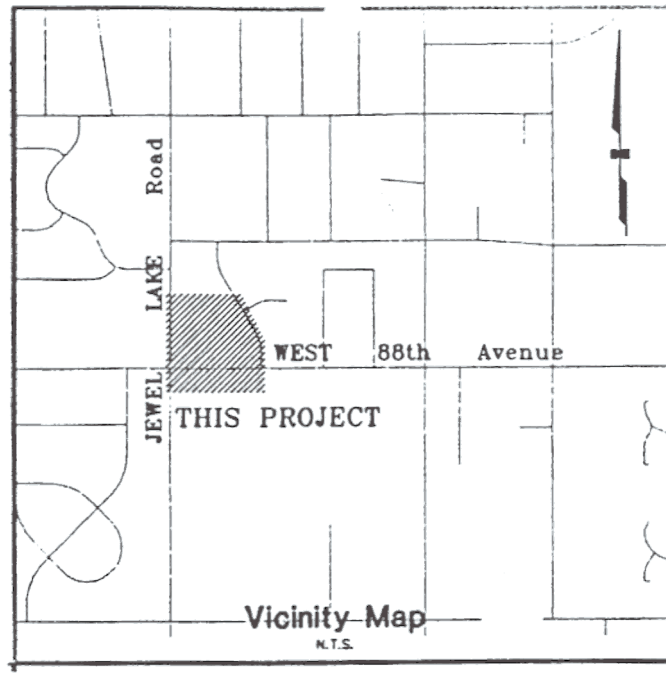 JEWEL LAKE Road
WEST 88th Avenue
THIS PROJECT
Vicinity Map
N.T.S.